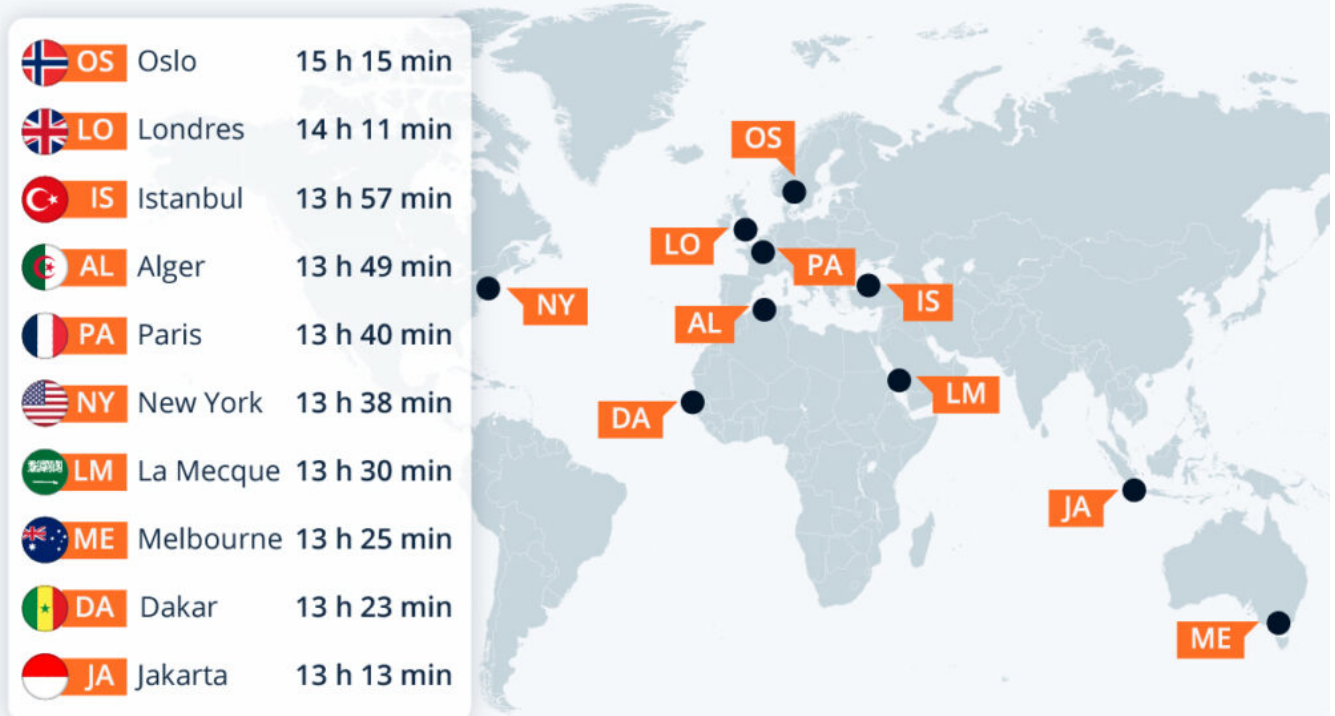 OS Oslo 15 h 15 min
LO Londres 14 h 11 min
IS Istanbul 13 h 57 min
AL Alger 13 h 49 min
PA Paris 13 h 40 min
NY New York 13 h 38 min
LM La Mecque 13 h 30 min
ME Melbourne 13 h 25 min
DA Dakar 13 h 23 min
JA Jakarta 13 h 13 min
OS
LO
PA
NY
AL
IS
LM
DA
JA
ME